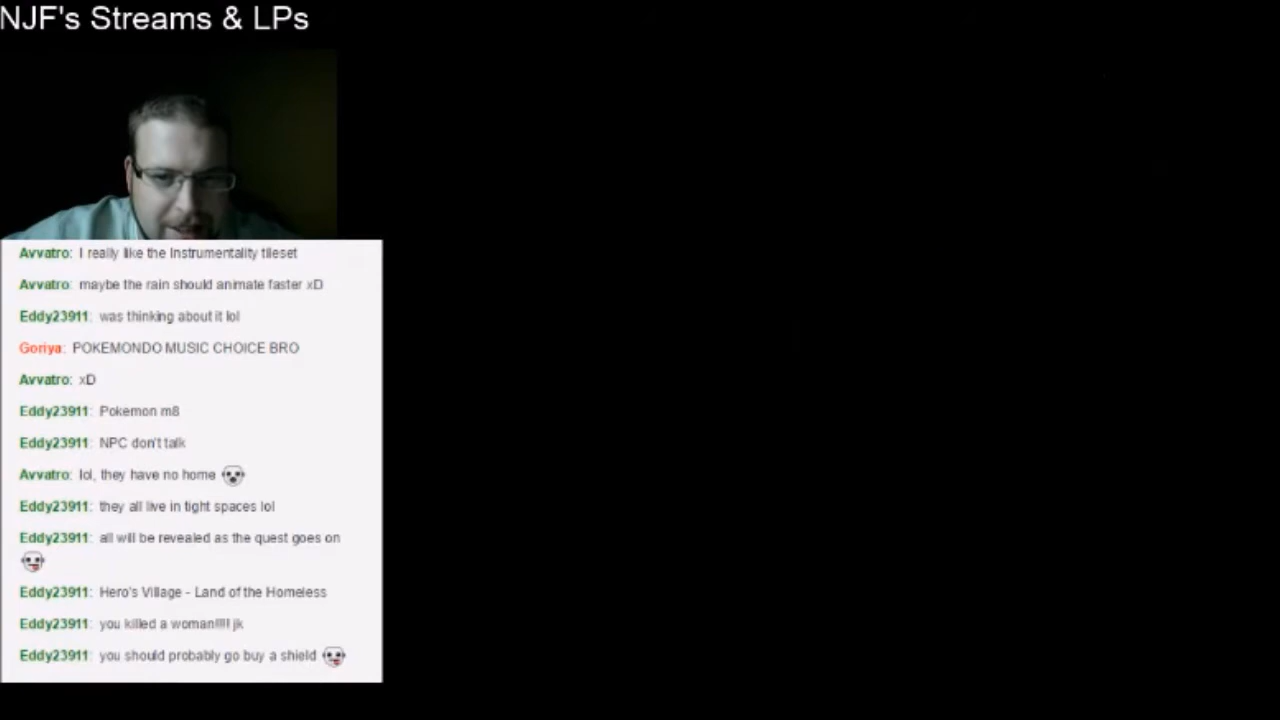 NJF's Streams & LPs
Avvatro: I really like the Instrumentality tileset
Avvatro: maybe the rain should animate faster xD
Eddy23911: was thinking about it lol
Goriya: POKEMONDO MUSIC CHOICE BRO
Avvatro: xD
Eddy23911: Pokemon m8
Eddy23911: NPC don't talk
Avvatro: lol, they have no home
Eddy23911: they all live in tight spaces lol
Eddy23911: all will be revealed as the quest goes on
Eddy23911: Hero's Village - Land of the Homeless
Eddy23911: you killed a woman!!!!! jk
Eddy23911: you should probably go buy a shield